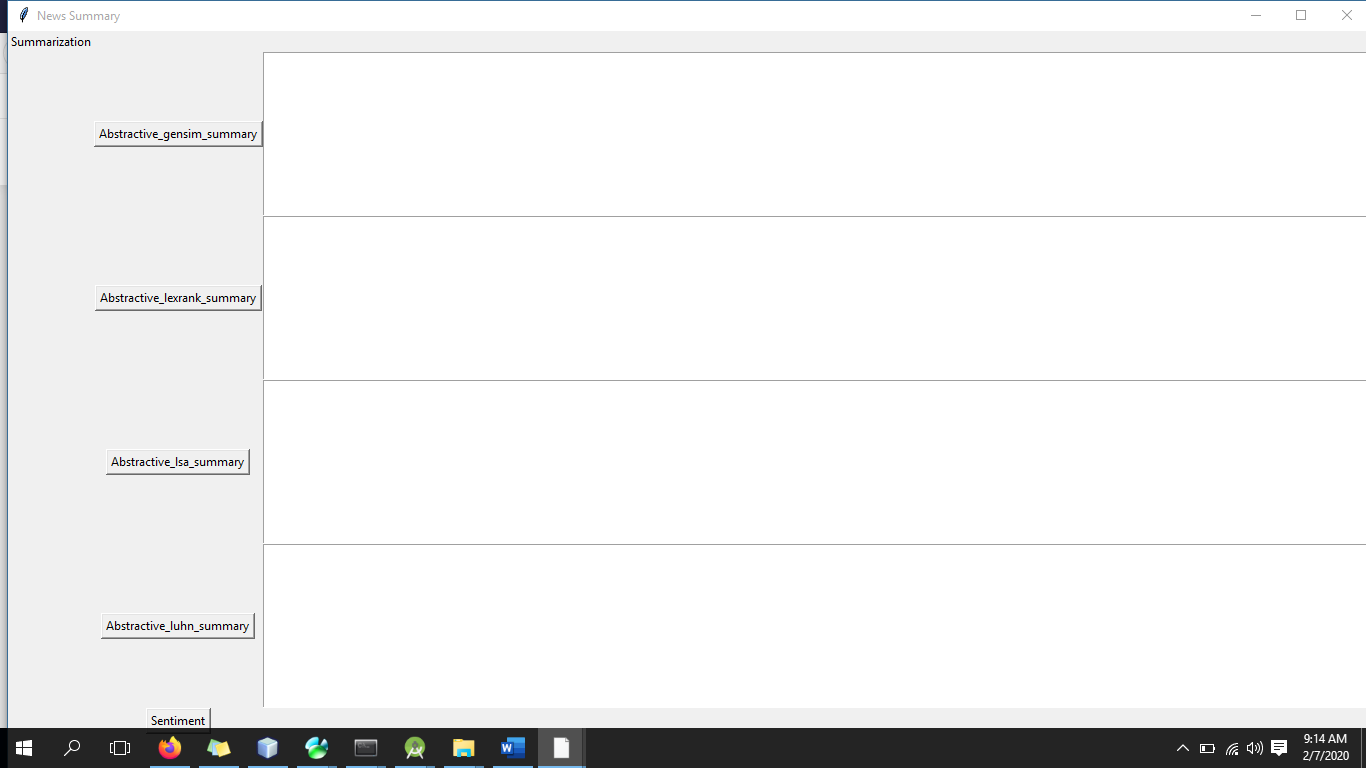 News Summary
Summarization
Abstractive_gensim_summary
Abstractive_lexrank_summary
Abstractive_lsa_summary
Abstractive_luhn_summary
Sentiment
9:14 AM
2/7/2020